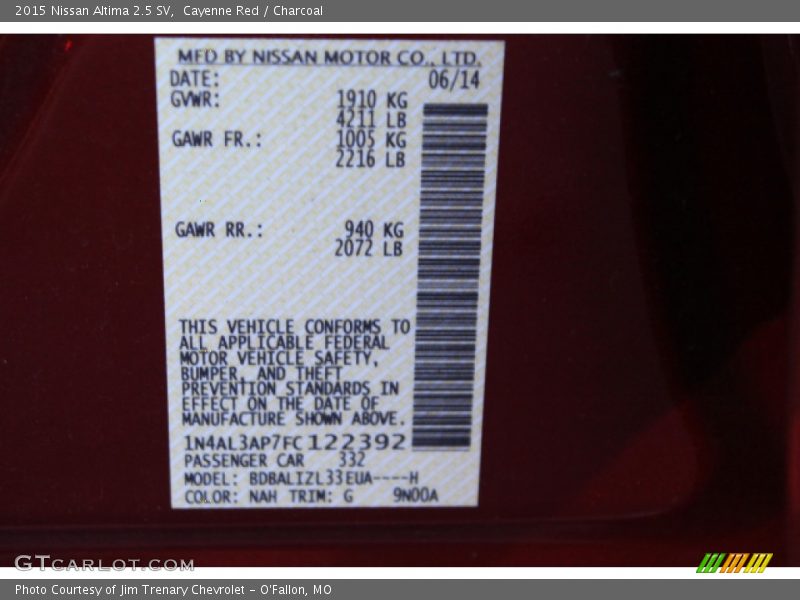 2015 Nissan Altima 2.5 SV, Cayenne Red / Charcoal
MFD BY NISSAN MOTOR CO., LTD.
DATE: 06/14
GVWR: 1910 KG
4211 LB
GAWR FR.: 1005 KG
2216 LB
GAWR RR.: 940 KG
2072 LB
THIS VEHICLE CONFORMS TO
ALL APPLICABLE FEDERAL
MOTOR VEHICLE SAFETY,
BUMPER, AND THEFT
PREVENTION STANDARDS IN
EFFECT ON THE DATE OF
MANUFACTURE SHOWN ABOVE.
1N4AL3AP7FC122392
PASSENGER CAR 332
MODEL: BDBALIZL33EUA----H
COLOR: NAH TRIM: G 9N00A
GTCARLOT.COM
Photo Courtesy of Jim Trenary Chevrolet - O'Fallon, MO